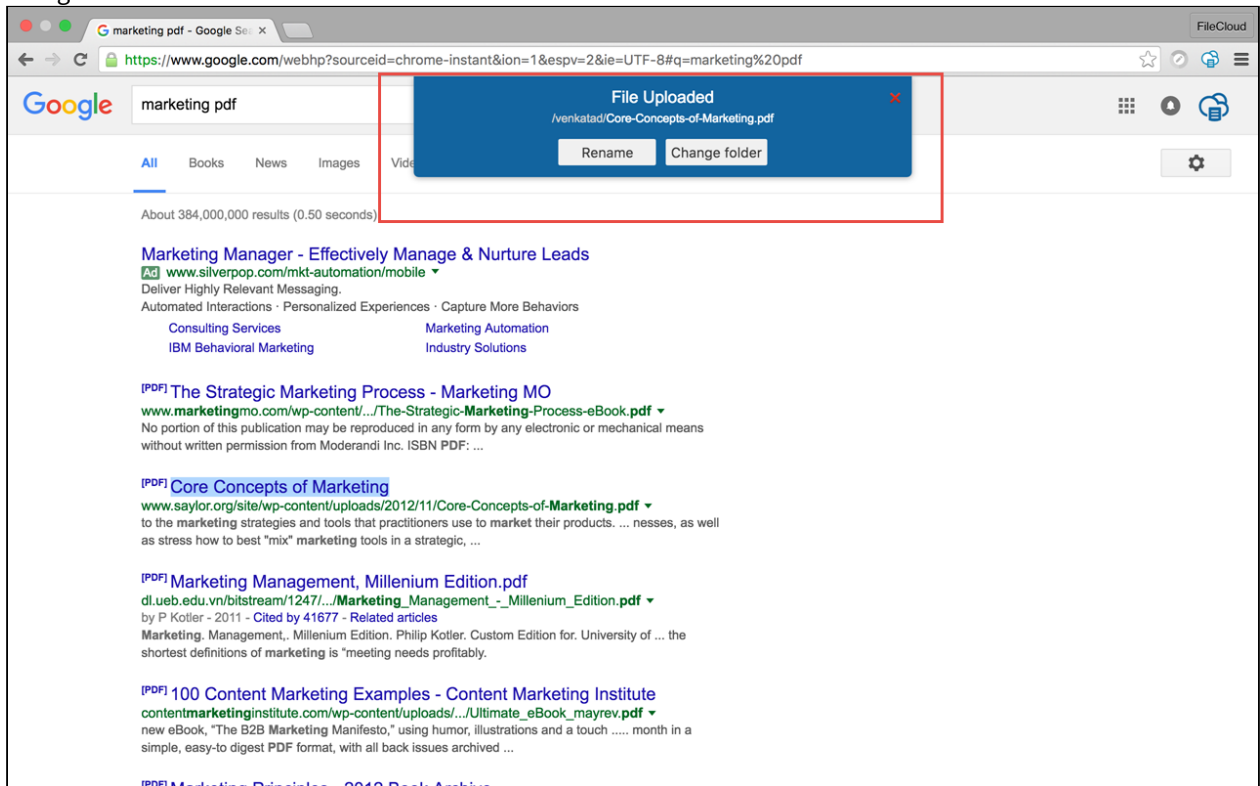 G marketing pdf - Google Se
FileCloud
https://www.google.com/webhp?sourceid=chrome-instant&ion=1&espv=2&ie=UTF-8#q=marketing%20pdf
Google
marketing pdf
File Uploaded
/venkatad/Core-Concepts-of-Marketing.pdf
Rename Change folder
All Books News Images Vide
About 384,000,000 results (0.50 seconds)
Marketing Manager - Effectively Manage & Nurture Leads
Ad www.silverpop.com/mkt-automation/mobile
Deliver Highly Relevant Messaging.
Automated Interactions · Personalized Experiences · Capture More Behaviors
Consulting Services Marketing Automation
IBM Behavioral Marketing Industry Solutions
[PDF] The Strategic Marketing Process - Marketing MO
www.marketingmo.com/wp-content/.../The-Strategic-Marketing-Process-eBook.pdf
No portion of this publication may be reproduced in any form by any electronic or mechanical means
without written permission from Moderandi Inc. ISBN PDF: ...
[PDF] Core Concepts of Marketing
www.saylor.org/site/wp-content/uploads/2012/11/Core-Concepts-of-Marketing.pdf
to the marketing strategies and tools that practitioners use to market their products. ... nesses, as well
as stress how to best "mix" marketing tools in a strategic, ...
[PDF] Marketing Management, Millenium Edition.pdf
dl.ueb.edu.vn/bitstream/1247/.../Marketing_Management_-_Millenium_Edition.pdf
by P Kotler - 2011 - Cited by 41677 - Related articles
Marketing. Management,. Millenium Edition. Philip Kotler. Custom Edition for. University of ... the
shortest definitions of marketing is "meeting needs profitably.
[PDF] 100 Content Marketing Examples - Content Marketing Institute
contentmarketinginstitute.com/wp-content/uploads/.../Ultimate_eBook_mayrev.pdf
new eBook, "The B2B Marketing Manifesto," using humor, illustrations and a touch ..... month in a
simple, easy-to digest PDF format, with all back issues archived ...
[PDF] Marketing Principles - 2012 Book Archive